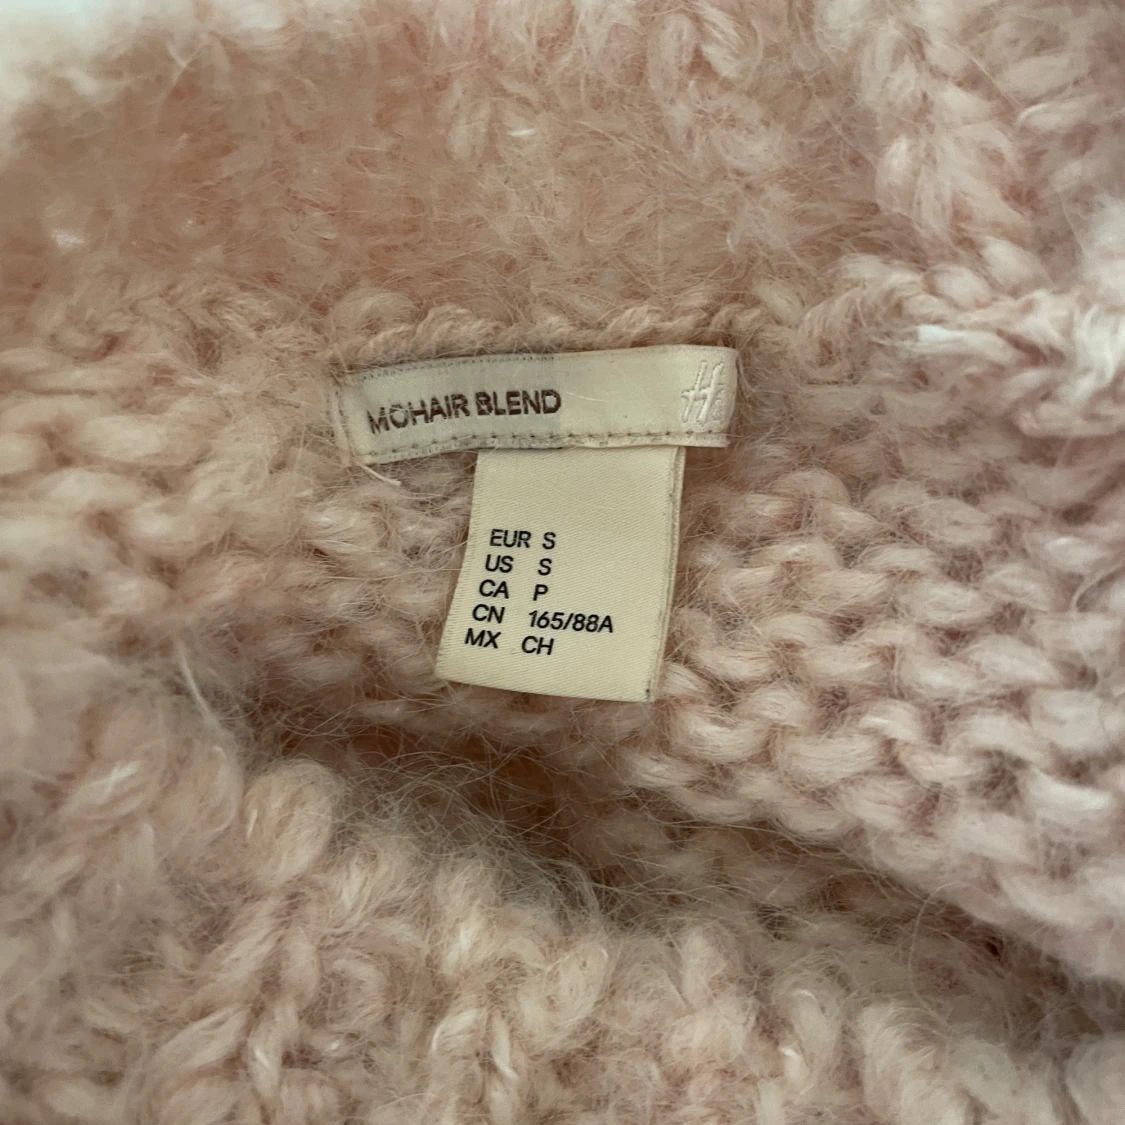 MOHAIR BLEND
EUR S
US S
CA P
CN 165/88A
MX CH